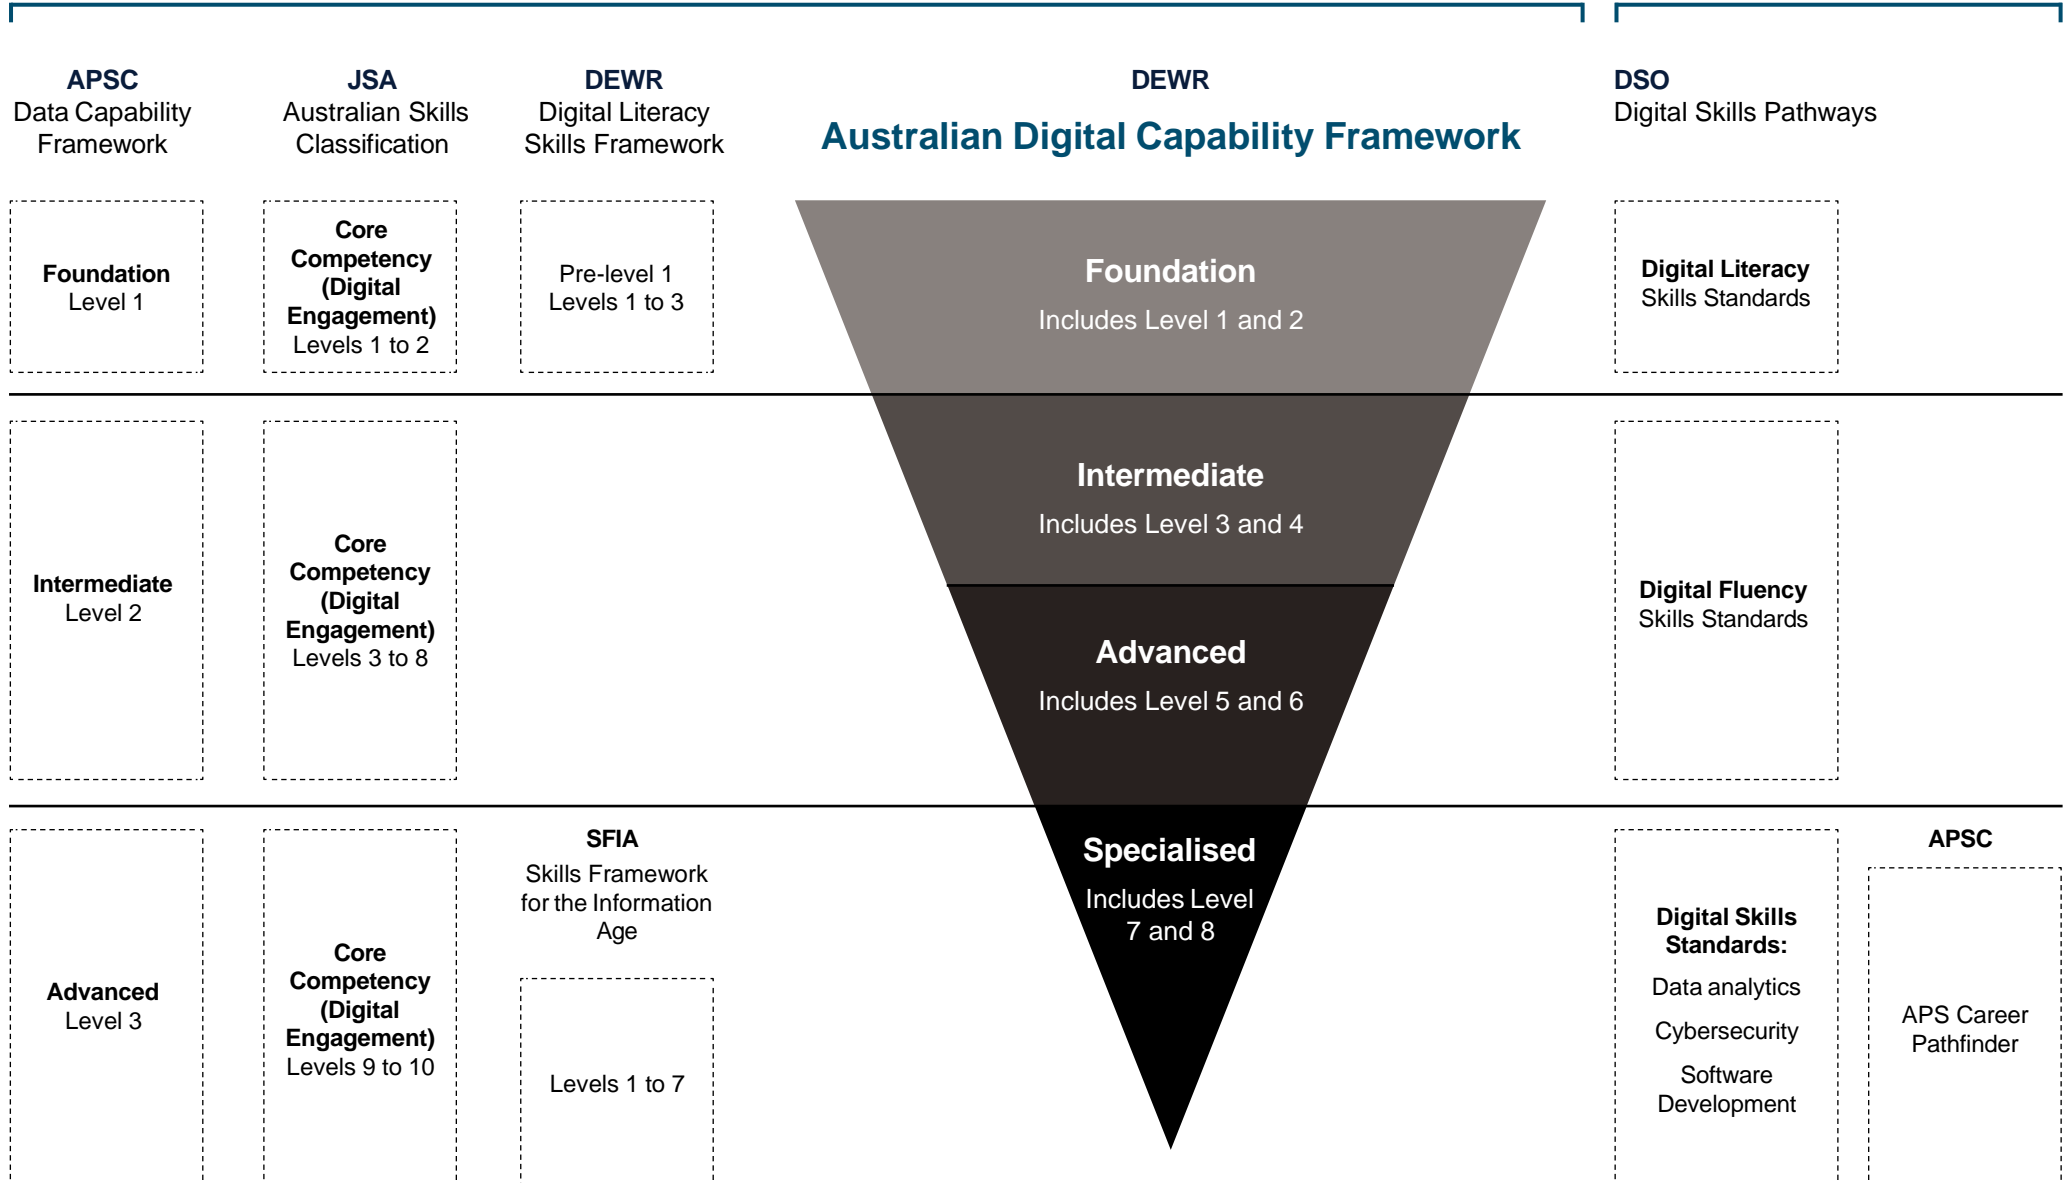 APSC
Data Capability
Framework
JSA
Australian Skills
Classification
DEWR
Digital Literacy
Skills Framework
DEWR
Australian Digital Capability Framework
DSO
Digital Skills Pathways
Foundation
Level 1
Core
Competency
(Digital
Engagement)
Levels 1 to 2
Pre-level 1
Levels 1 to 3
Foundation
Includes Level 1 and 2
Digital Literacy
Skills Standards
Intermediate
Level 2
Core
Competency
(Digital
Engagement)
Levels 3 to 8
Intermediate
Includes Level 3 and 4
Advanced
Includes Level 5 and 6
Digital Fluency
Skills Standards
Advanced
Level 3
Core
Competency
(Digital
Engagement)
Levels 9 to 10
SFIA
Skills Framework
for the Information
Age
Levels 1 to 7
Specialised
Includes Level
7 and 8
Digital Skills
Standards:
Data analytics
Cybersecurity
Software
Development
APSC
APS Career
Pathfinder